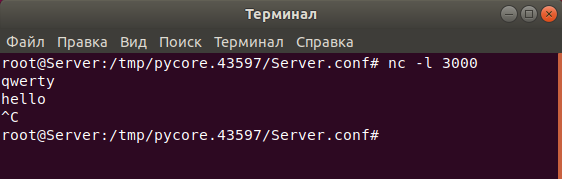 Терминал
Файл Правка Вид Поиск Терминал Справка
root@Server:/tmp/pycore.43597/Server.conf# nc -l 3000
qwerty
hello
^C
root@Server:/tmp/pycore.43597/Server.conf#